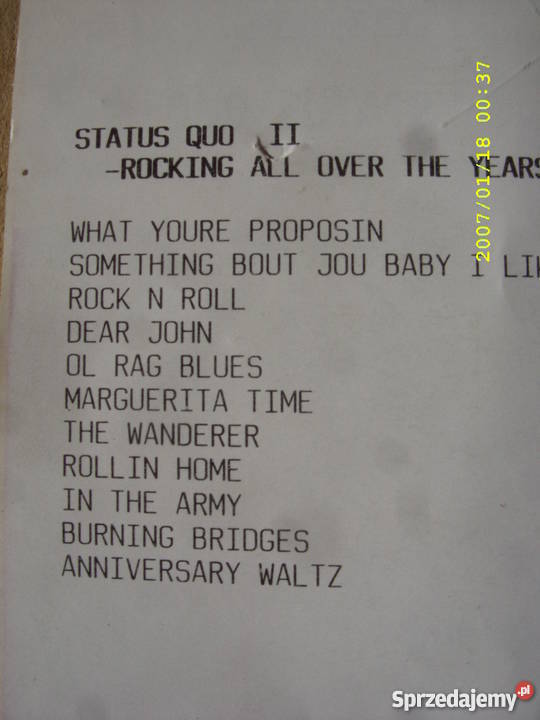 STATUS QUO II
-ROCKING ALL OVER THE YEARS
WHAT YOURE PROPOSIN
SOMETHING BOUT JOU BABY I
ROCK N ROLL
DEAR JOHN
OL RAG BLUES
MARGUERITA TIME
THE WANDERER
ROLLIN HOME
IN THE ARMY
BURNING BRIDGES
ANNIVERSARY WALTZ
2007/01/18 00:37
Sprzedajemy.pl